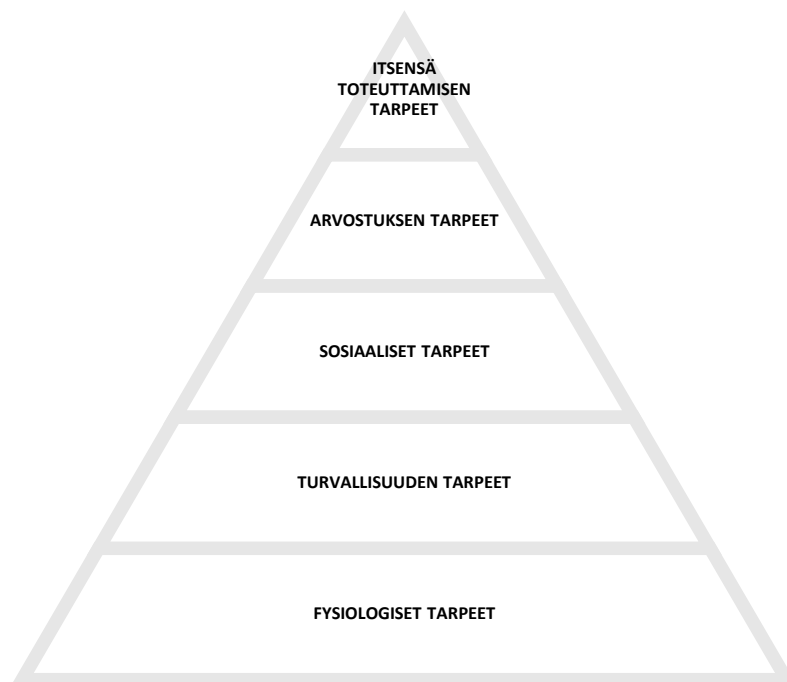 ITSENSÄ
TOTEUTTAMISEN
TARPEET
ARVOSTUKSEN TARPEET
SOSIAALISET TARPEET
TURVALLISUUDEN TARPEET
FYSIOLOGISET TARPEET